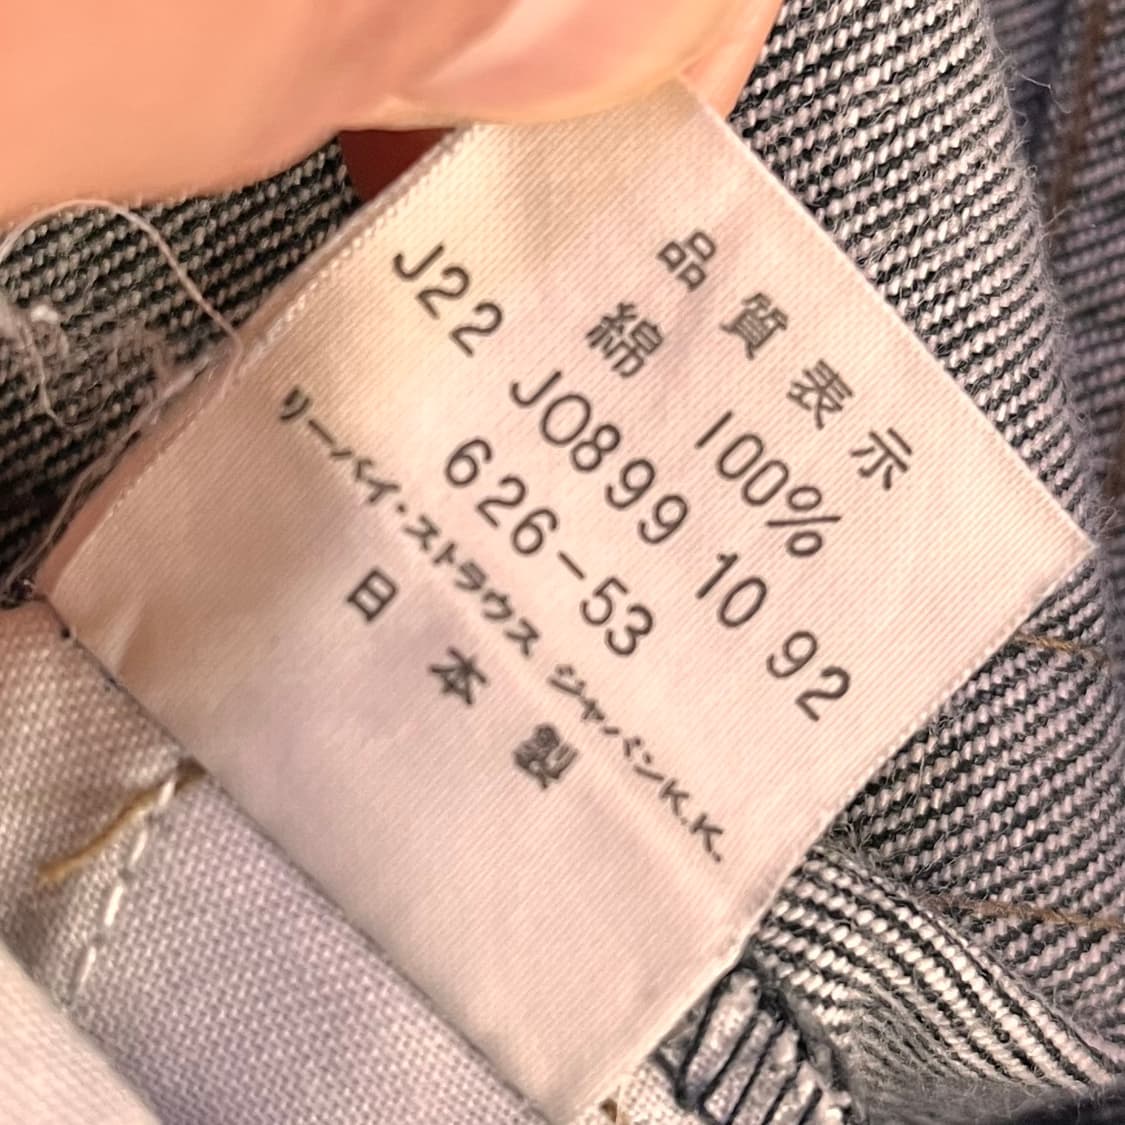 品質表示
綿 100%
J22 J0899 10 92
626-53
リーバイ・ストラウス ジャパンK.K.
日本製